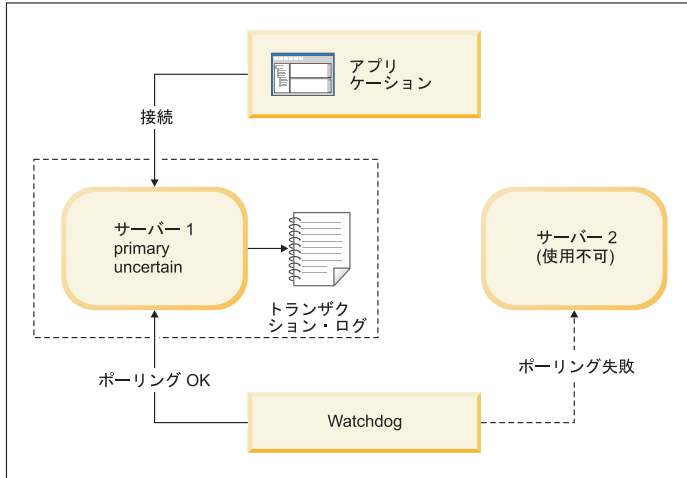 アプリ
ケーション
接続
サーバー 1
primary
uncertain
トランザク
ション・ログ
サーバー 2
(使用不可)
ポーリング OK
ポーリング失敗
Watchdog